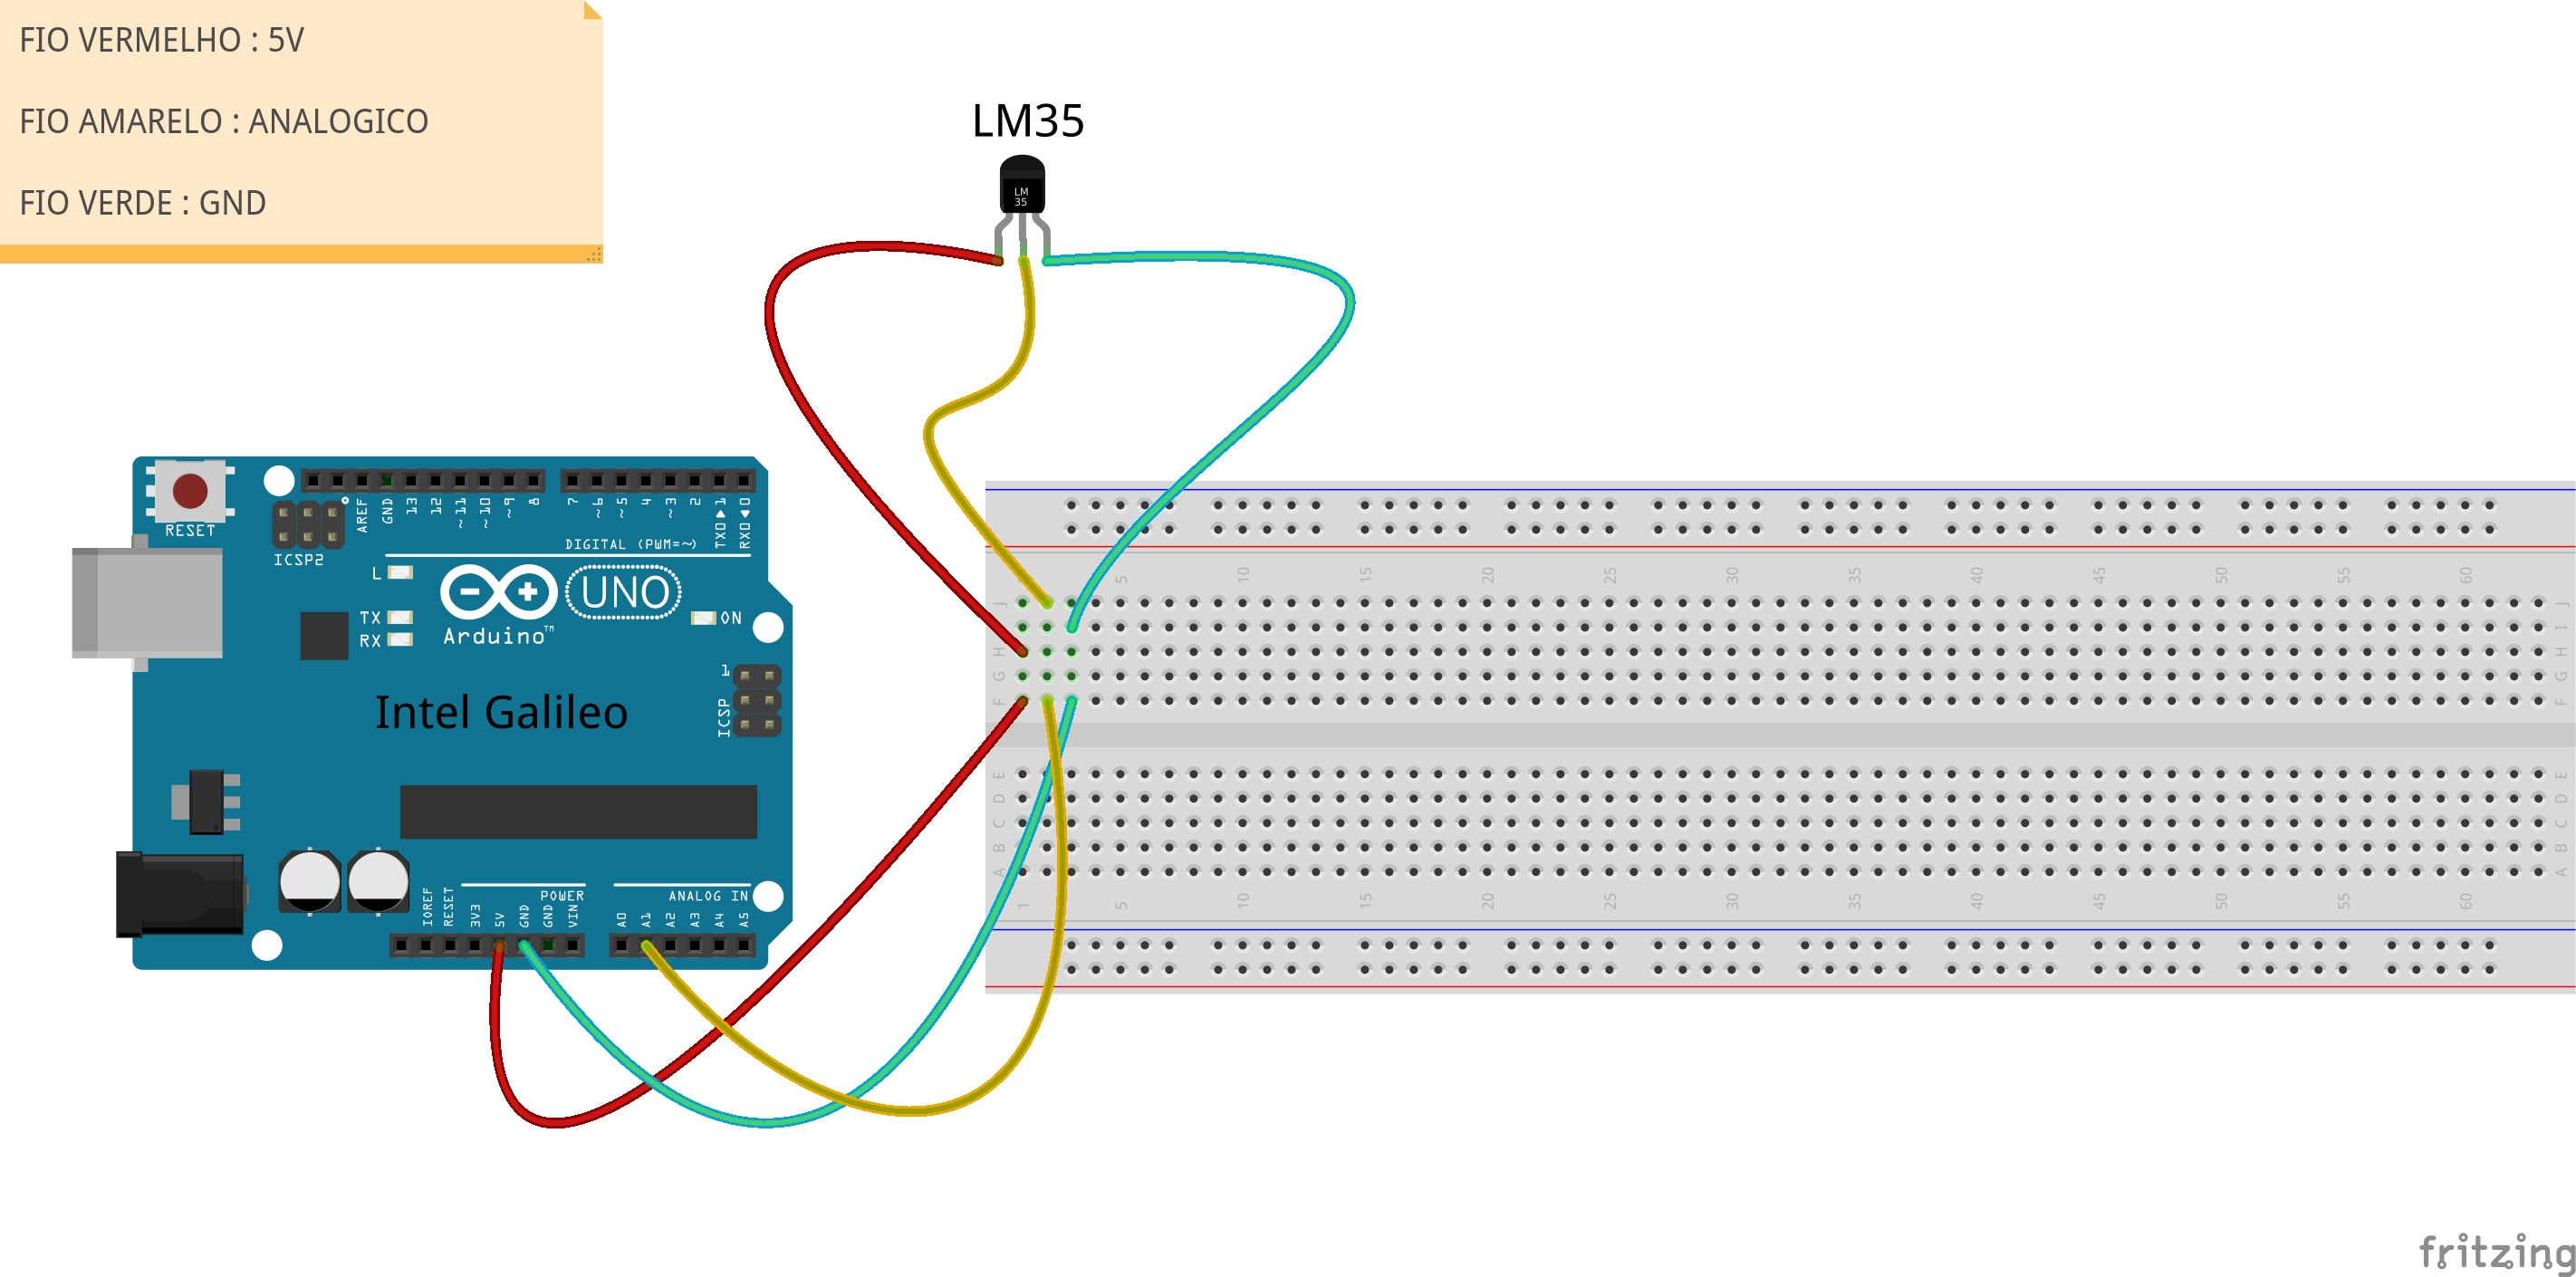 FIO VERMELHO : 5V
FIO AMARELO : ANALOGICO
FIO VERDE : GND
LM35
LM
35
RESET
ICSP2
AREF
GND
13
12
~11
~10
~9
8
7
~6
~5
4
~3
2
TX0▶1
RX0◀0
DIGITAL (PWM=~)
L
TX
RX
UNO
Arduino™
ON
1
ICSP
Intel Galileo
POWER
ANALOG IN
IOREF
RESET
3V3
5V
GND
GND
VIN
A0
A1
A2
A3
A4
A5
5 10 15 20 25 30 35 40 45 50 55 60
J J
I
H H
G G
F F
E E
D D
C C
B B
A A
1 5 10 15 20 25 30 35 40 45 50 55 60
fritzing